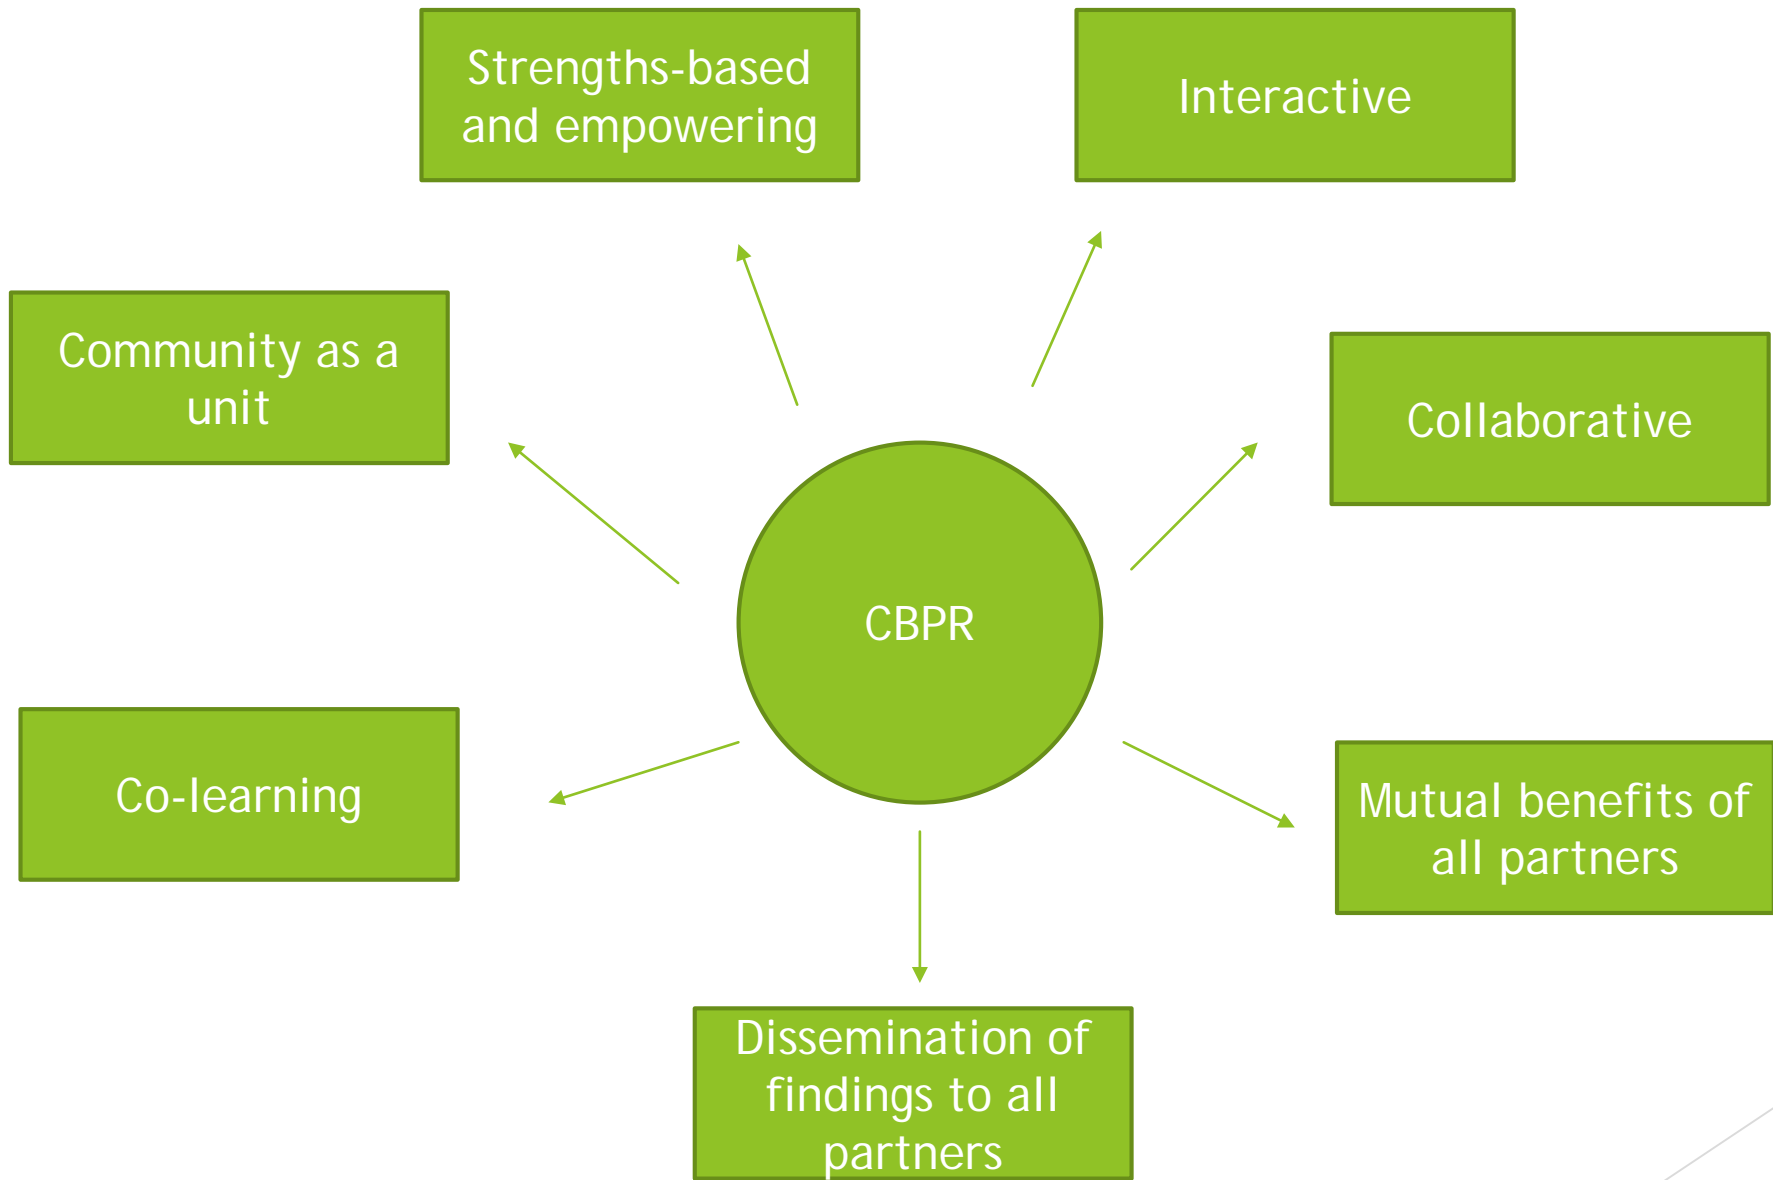 Strengths-based
and empowering
Interactive
Community as a
unit
Collaborative
CBPR
Co-learning
Mutual benefits of
all partners
Dissemination of
findings to all
partners